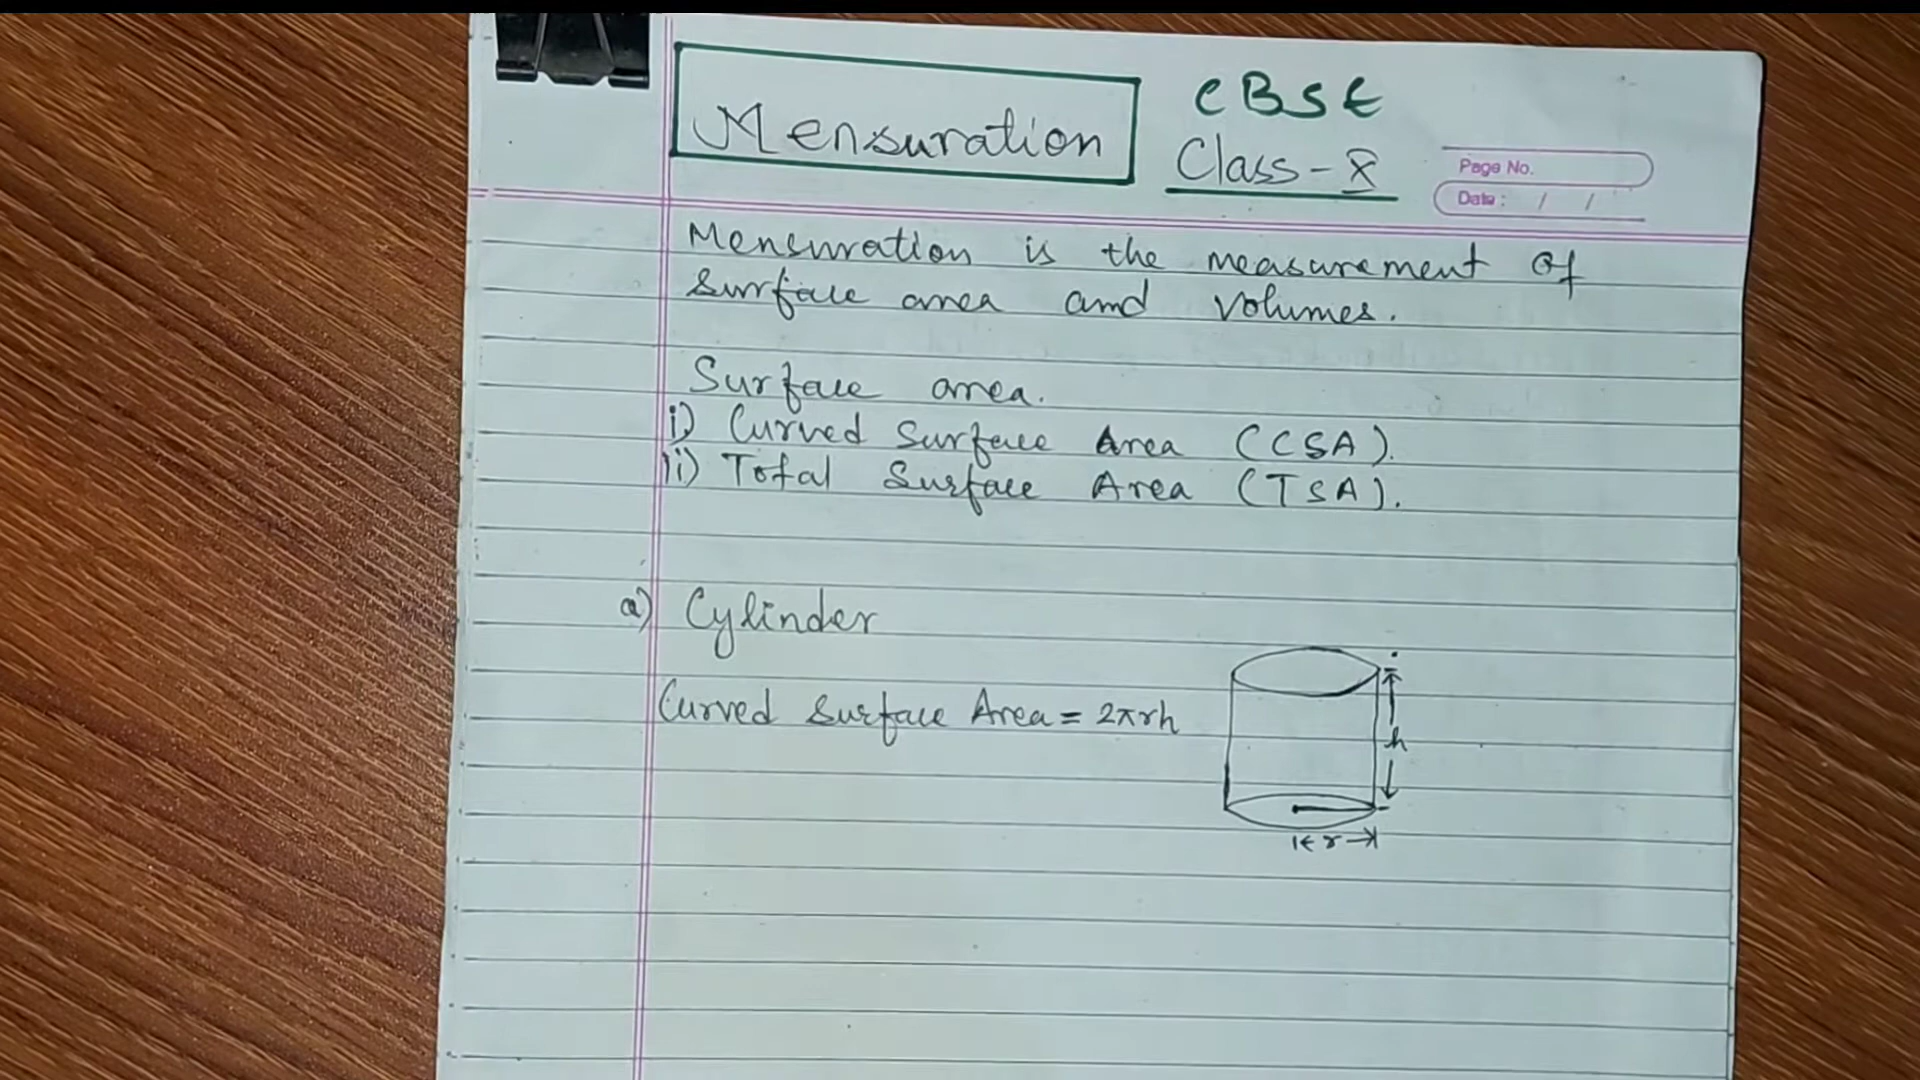 Mensuration
CBSE
Class - X
Page No.
Date : / /
Mensuration is the measurement of
surface area and volumes.
Surface area.
i) Curved Surface Area (CSA).
ii) Total Surface Area (TSA).
a) Cylinder
Curved Surface Area = 2πrh
h
r